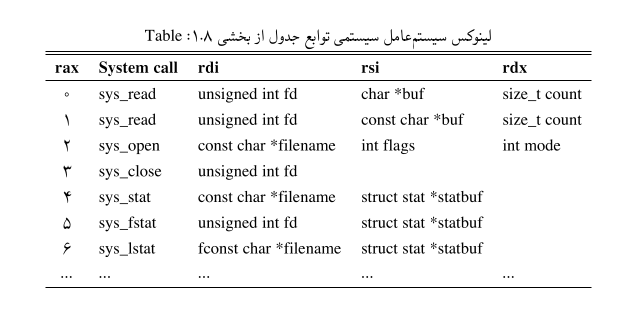 Table ۱.۸: بخشی از جدول توابع سیستمی سیستم‌عامل لینوکس
rax System call rdi rsi rdx
۰ sys_read unsigned int fd char *buf size_t count
۱ sys_read unsigned int fd const char *buf size_t count
۲ sys_open const char *filename int flags int mode
۳ sys_close unsigned int fd
۴ sys_stat const char *filename struct stat *statbuf
۵ sys_fstat unsigned int fd struct stat *statbuf
۶ sys_lstat fconst char *filename struct stat *statbuf
... ... ... ... ...